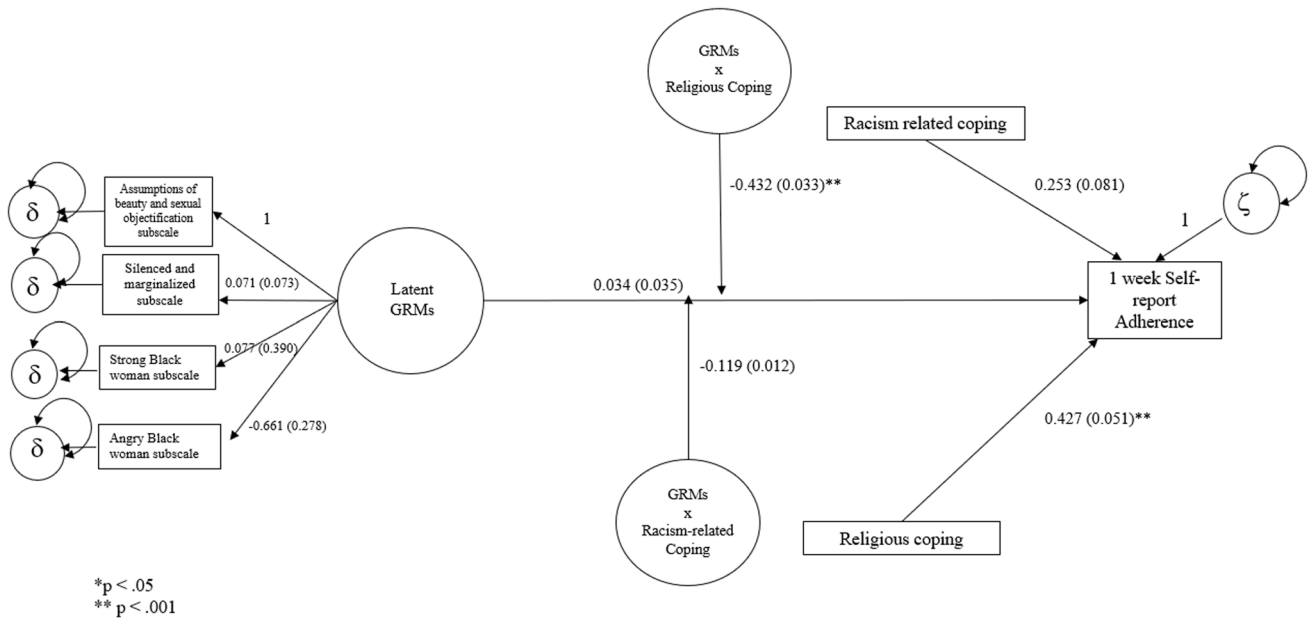 GRMs
x
Religious Coping
Racism related coping
-0.432 (0.033)**
0.253 (0.081)
Assumptions of
beauty and sexual
objectification
subscale
δ
1
ζ
1
Silenced and
marginalized
subscale
δ
0.071 (0.073)
Latent
GRMs
0.034 (0.035)
1 week Self-
report
Adherence
Strong Black
woman subscale
δ
0.077 (0.390)
-0.119 (0.012)
0.427 (0.051)**
Angry Black
woman subscale
δ
-0.661 (0.278)
GRMs
x
Racism-related
Coping
Religious coping
*p < .05
** p < .001